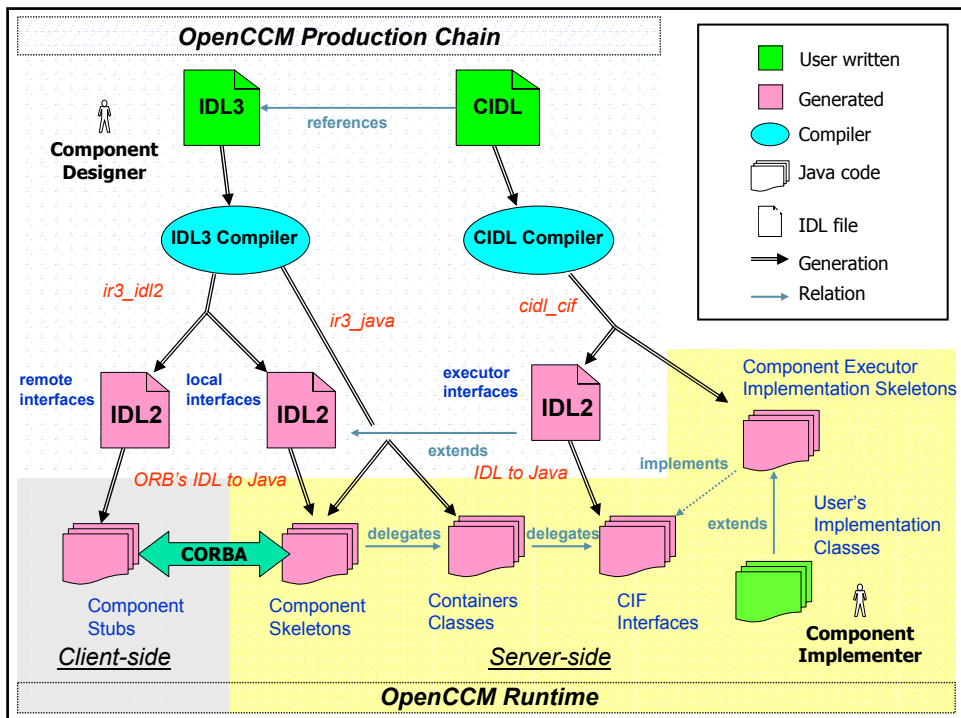 OpenCCM Production Chain
User written
Generated
Compiler
Java code
IDL file
Generation
Relation
IDL3
references
CIDL
Component
Designer
IDL3 Compiler
CIDL Compiler
ir3_idl2
ir3_java
cidl_cif
remote
interfaces
IDL2
local
interfaces
IDL2
executor
interfaces
IDL2
extends
Component Executor
Implementation Skeletons
ORB's IDL to Java
IDL to Java
implements
extends
User's
Implementation
Classes
CORBA
delegates
delegates
Component
Stubs
Component
Skeletons
Containers
Classes
CIF
Interfaces
Component
Implementer
Client-side
Server-side
OpenCCM Runtime